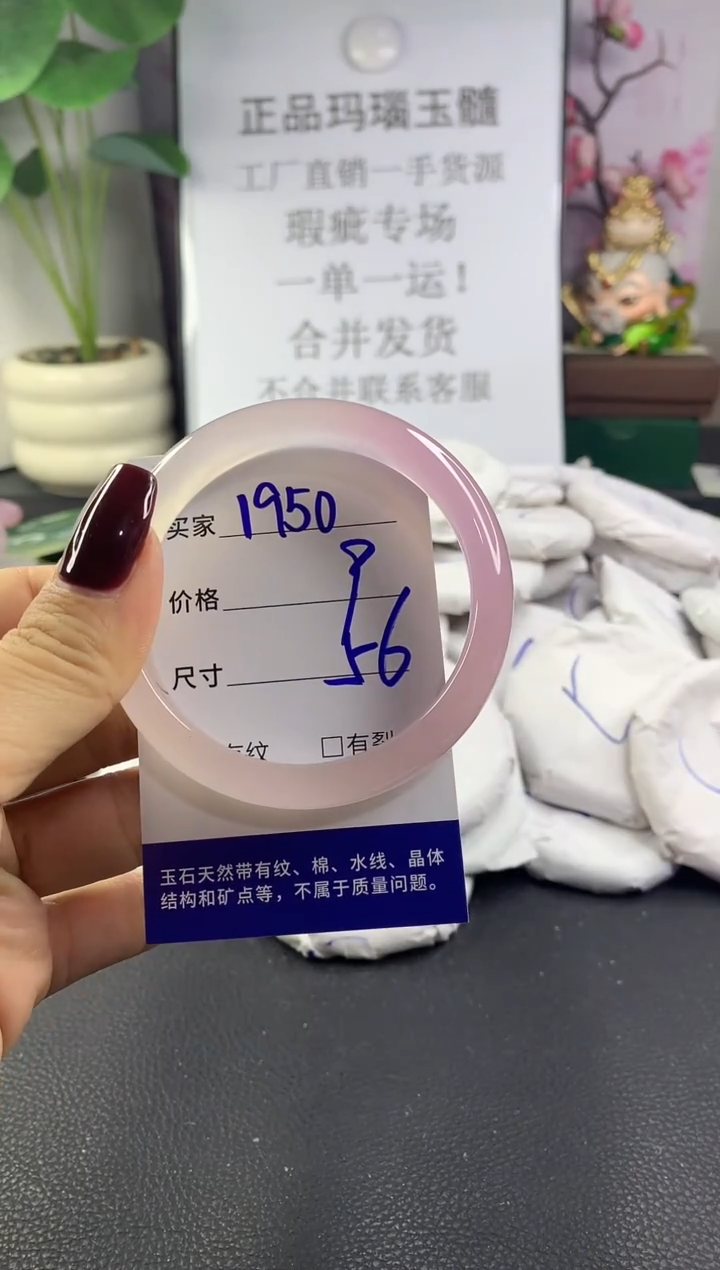 正品玛瑙玉髓
工厂直销一手货源
瑕疵专场
一单一运！
合并发货
不合并联系客服
买家 1950
价格
尺寸 56
有纹 □有裂
玉石天然带有纹、棉、水线、晶体
结构和矿点等，不属于质量问题。